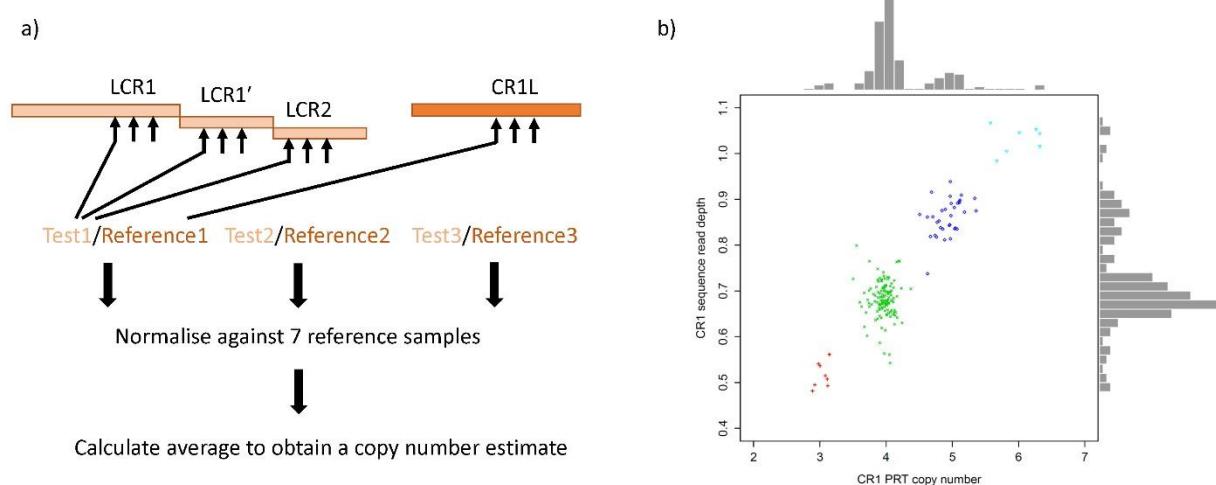 a)
LCR1
LCR1′
LCR2
CR1L
Test1/Reference1 Test2/Reference2 Test3/Reference3
Normalise against 7 reference samples
Calculate average to obtain a copy number estimate
b)
CR1 sequence read depth
1.1
1.0
0.9
0.8
0.7
0.6
0.5
0.4
2 3 4 5 6 7
CR1 PRT copy number